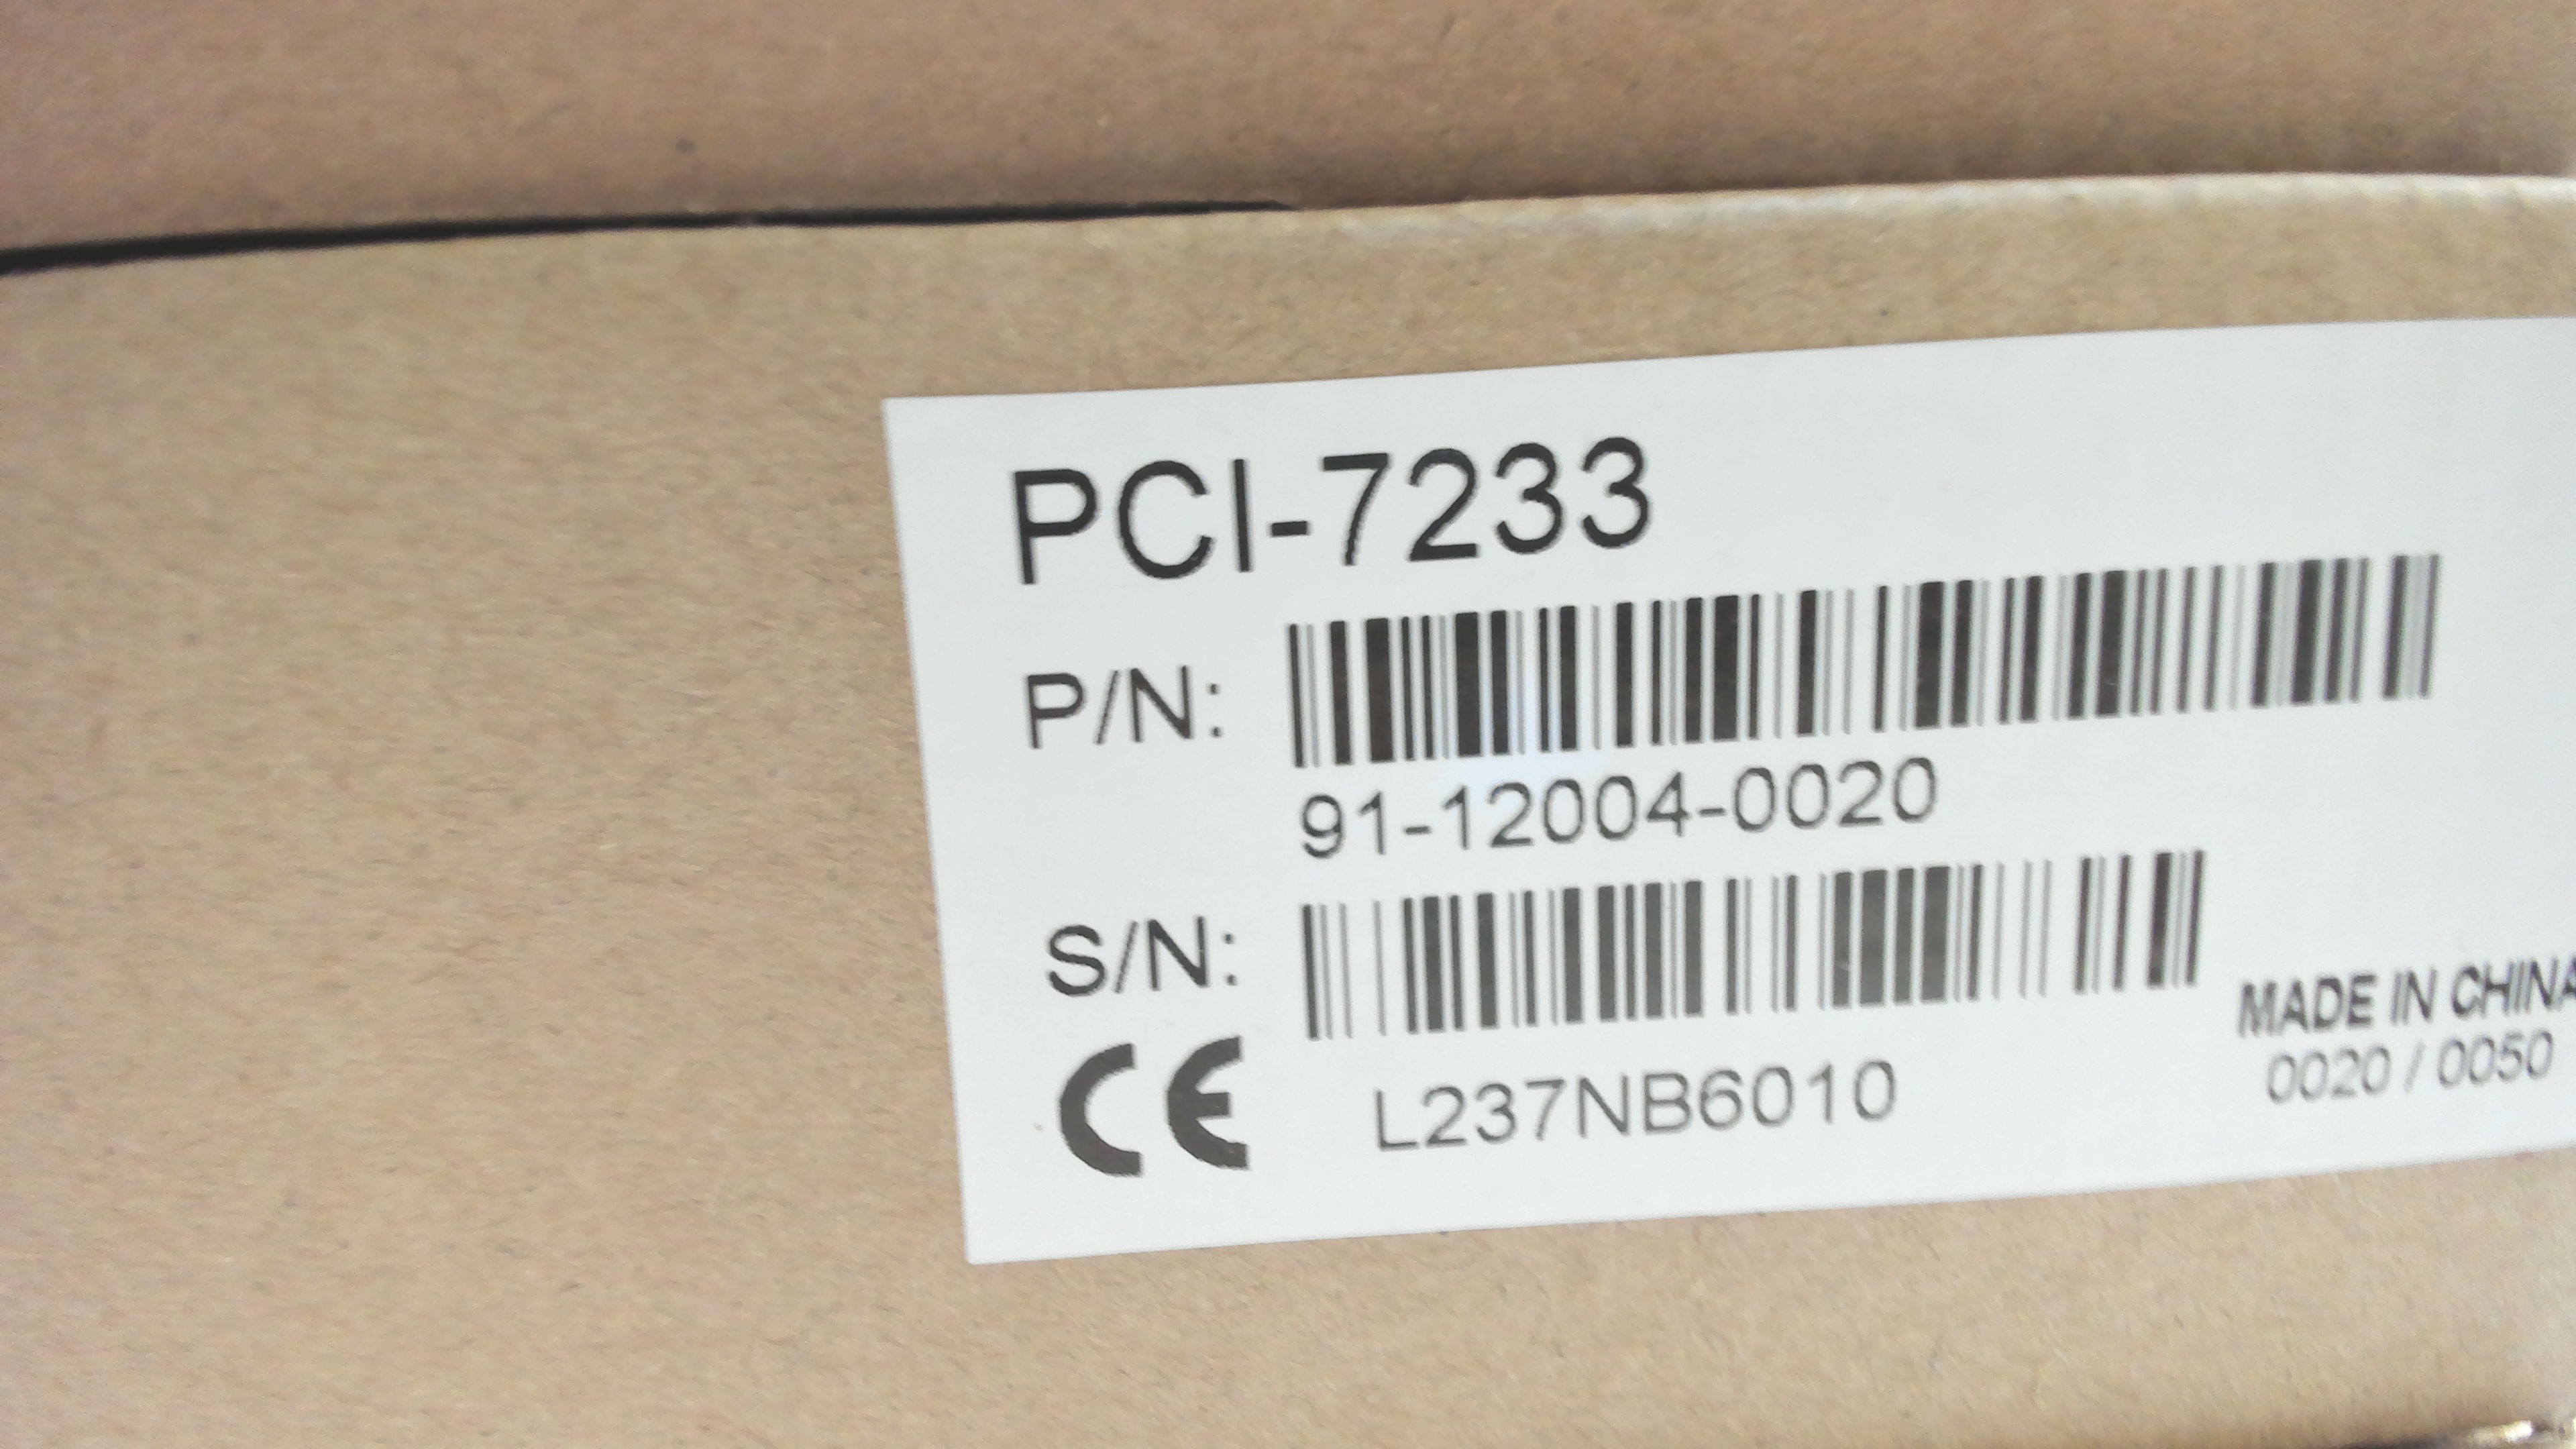 PCI-7233
P/N:
91-12004-0020
S/N:
MADE IN CHINA
0020 / 0050
CE L237NB6010